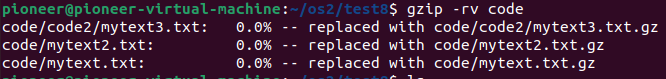 pioneer@pioneer-virtual-machine:~/os2/test8$ gzip -rv code
code/code2/mytext3.txt:   0.0% -- replaced with code/code2/mytext3.txt.gz
code/mytext2.txt:         0.0% -- replaced with code/mytext2.txt.gz
code/mytext.txt:          0.0% -- replaced with code/mytext.txt.gz